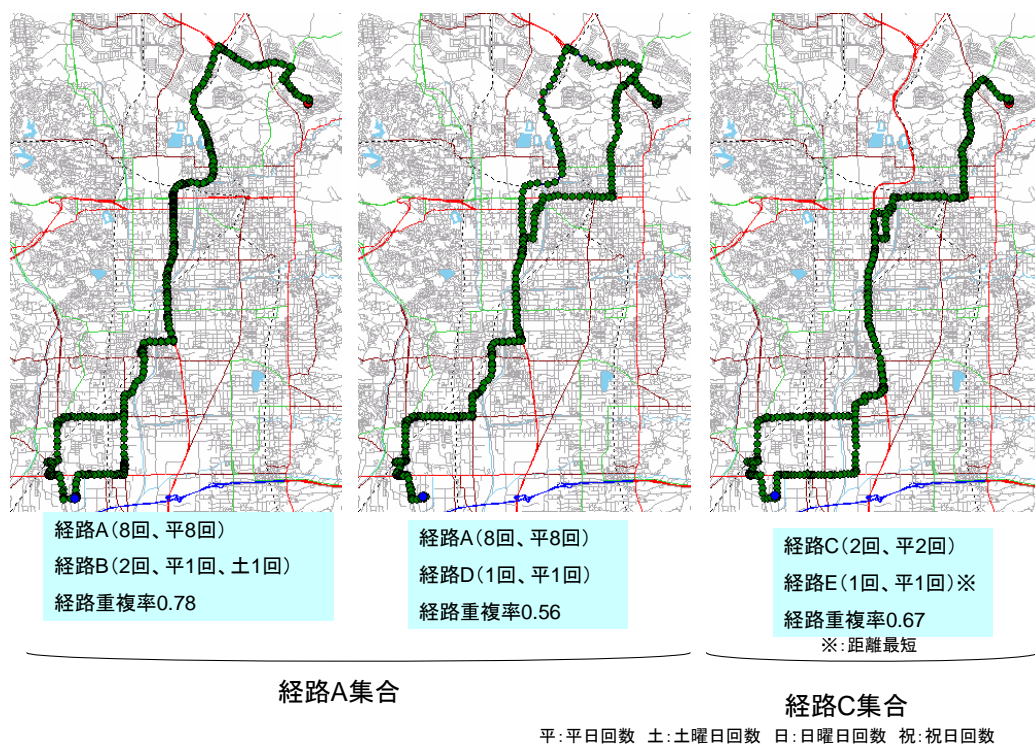 経路A(8回、平8回)
経路B(2回、平1回、土1回)
経路重複率0.78
経路A(8回、平8回)
経路D(1回、平1回)
経路重複率0.56
経路C(2回、平2回)
経路E(1回、平1回)※
経路重複率0.67
※:距離最短
経路A集合
経路C集合
平:平日回数 土:土曜日回数 日:日曜日回数 祝:祝日回数